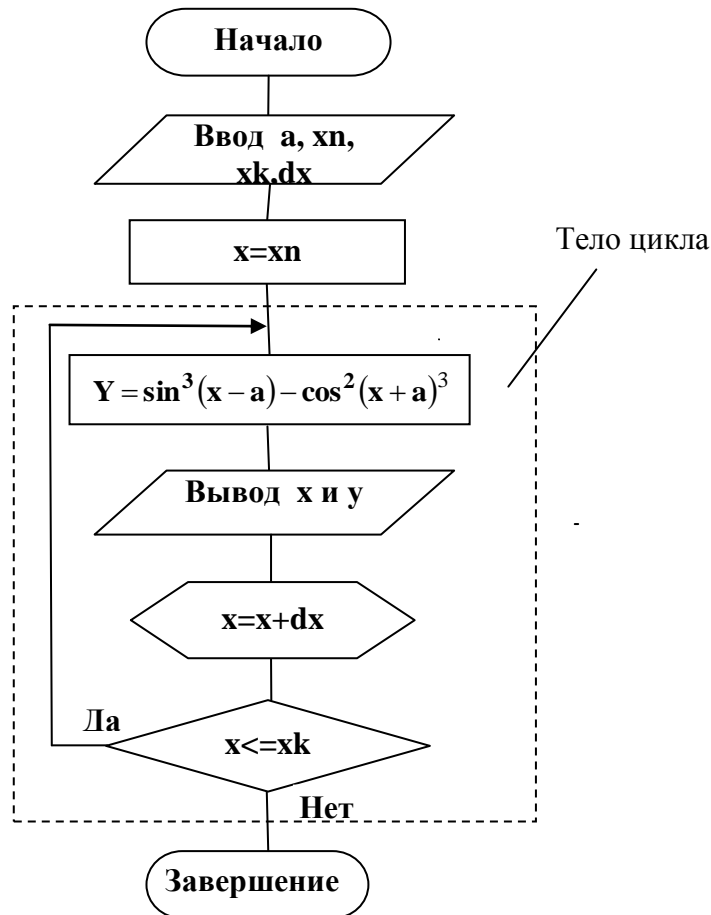 Начало
Ввод a, xn,
xk,dx
x=xn
Тело цикла
Y = sin³(x − a) − cos²(x + a)³
Вывод x и y
x=x+dx
Да
x<=xk
Нет
Завершение